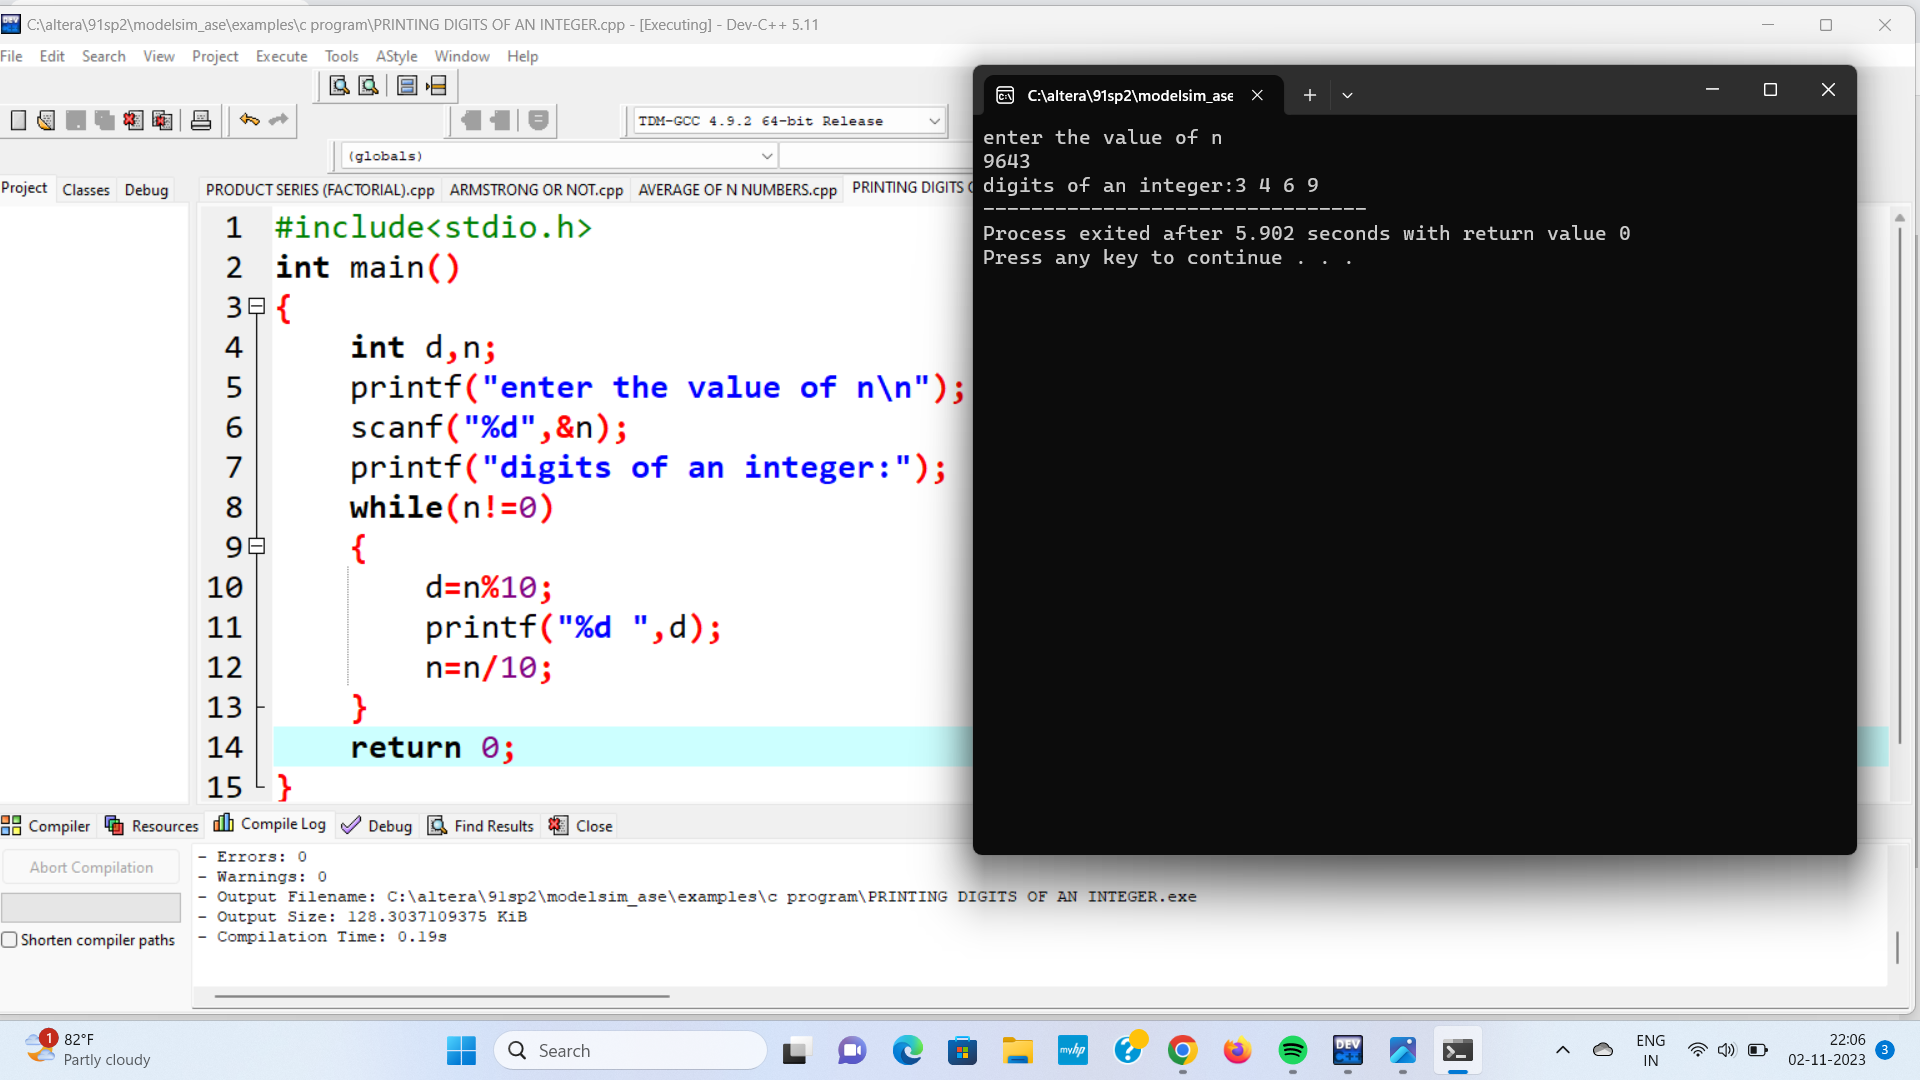 C:\altera\91sp2\modelsim_ase\examples\c program\PRINTING DIGITS OF AN INTEGER.cpp - [Executing] - Dev-C++ 5.11
File Edit Search View Project Execute Tools AStyle Window Help
TDM-GCC 4.9.2 64-bit Release
(globals)
Project Classes Debug
PRODUCT SERIES (FACTORIAL).cpp ARMSTRONG OR NOT.cpp AVERAGE OF N NUMBERS.cpp PRINTING DIGITS
1 #include<stdio.h>
2 int main()
3 {
4 int d,n;
5 printf("enter the value of n\n");
6 scanf("%d",&n);
7 printf("digits of an integer:");
8 while(n!=0)
9 {
10 d=n%10;
11 printf("%d ",d);
12 n=n/10;
13 }
14 return 0;
15 }
C:\altera\91sp2\modelsim_ase
enter the value of n
9643
digits of an integer:3 4 6 9
--------------------------------
Process exited after 5.902 seconds with return value 0
Press any key to continue . . .
Compiler Resources Compile Log Debug Find Results Close
Abort Compilation
Shorten compiler paths
- Errors: 0
- Warnings: 0
- Output Filename: C:\altera\91sp2\modelsim_ase\examples\c program\PRINTING DIGITS OF AN INTEGER.exe
- Output Size: 128.3037109375 KiB
- Compilation Time: 0.19s
1
82°F
Partly cloudy
Search
myhp
DEV
C++
ENG
IN
22:06
02-11-2023
3